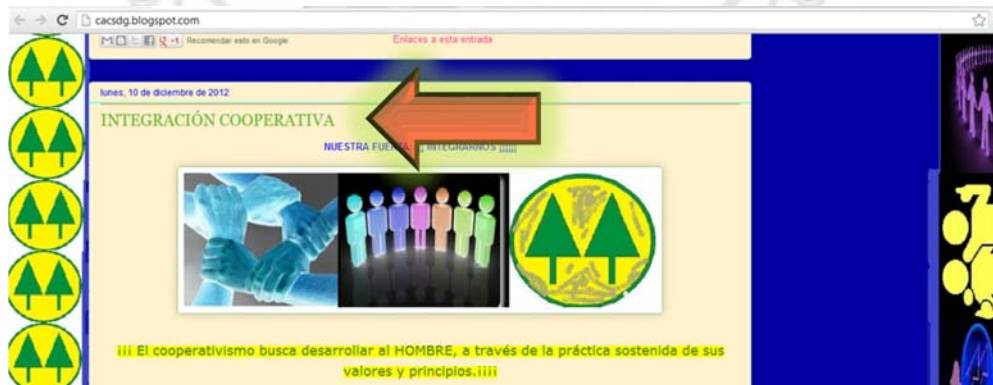 cacsdg.blogspot.com
Recomendar esto en Google
Enlaces a esta entrada
lunes, 10 de diciembre de 2012
INTEGRACIÓN COOPERATIVA
NUESTRA ¡¡ INTEGRARNOS ¡¡¡¡¡¡
¡¡¡ El cooperativismo busca desarrollar al HOMBRE, a través de la práctica sostenida de sus
valores y principios.¡¡¡¡